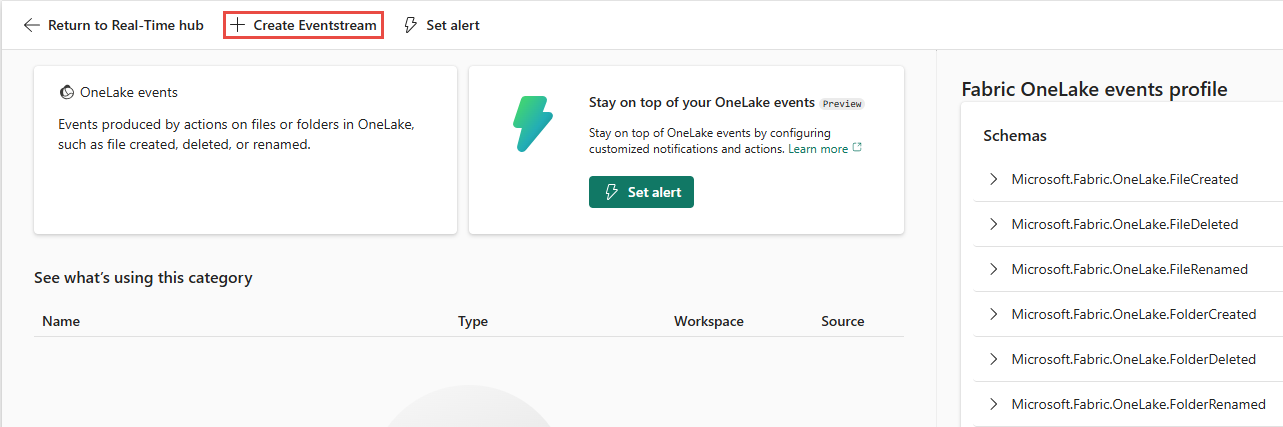 Return to Real-Time hub
Create Eventstream
Set alert
OneLake events
Events produced by actions on files or folders in OneLake,
such as file created, deleted, or renamed.
Stay on top of your OneLake events Preview
Stay on top of OneLake events by configuring
customized notifications and actions. Learn more
Set alert
See what’s using this category
Name Type Workspace Source
Fabric OneLake events profile
Schemas
Microsoft.Fabric.OneLake.FileCreated
Microsoft.Fabric.OneLake.FileDeleted
Microsoft.Fabric.OneLake.FileRenamed
Microsoft.Fabric.OneLake.FolderCreated
Microsoft.Fabric.OneLake.FolderDeleted
Microsoft.Fabric.OneLake.FolderRenamed